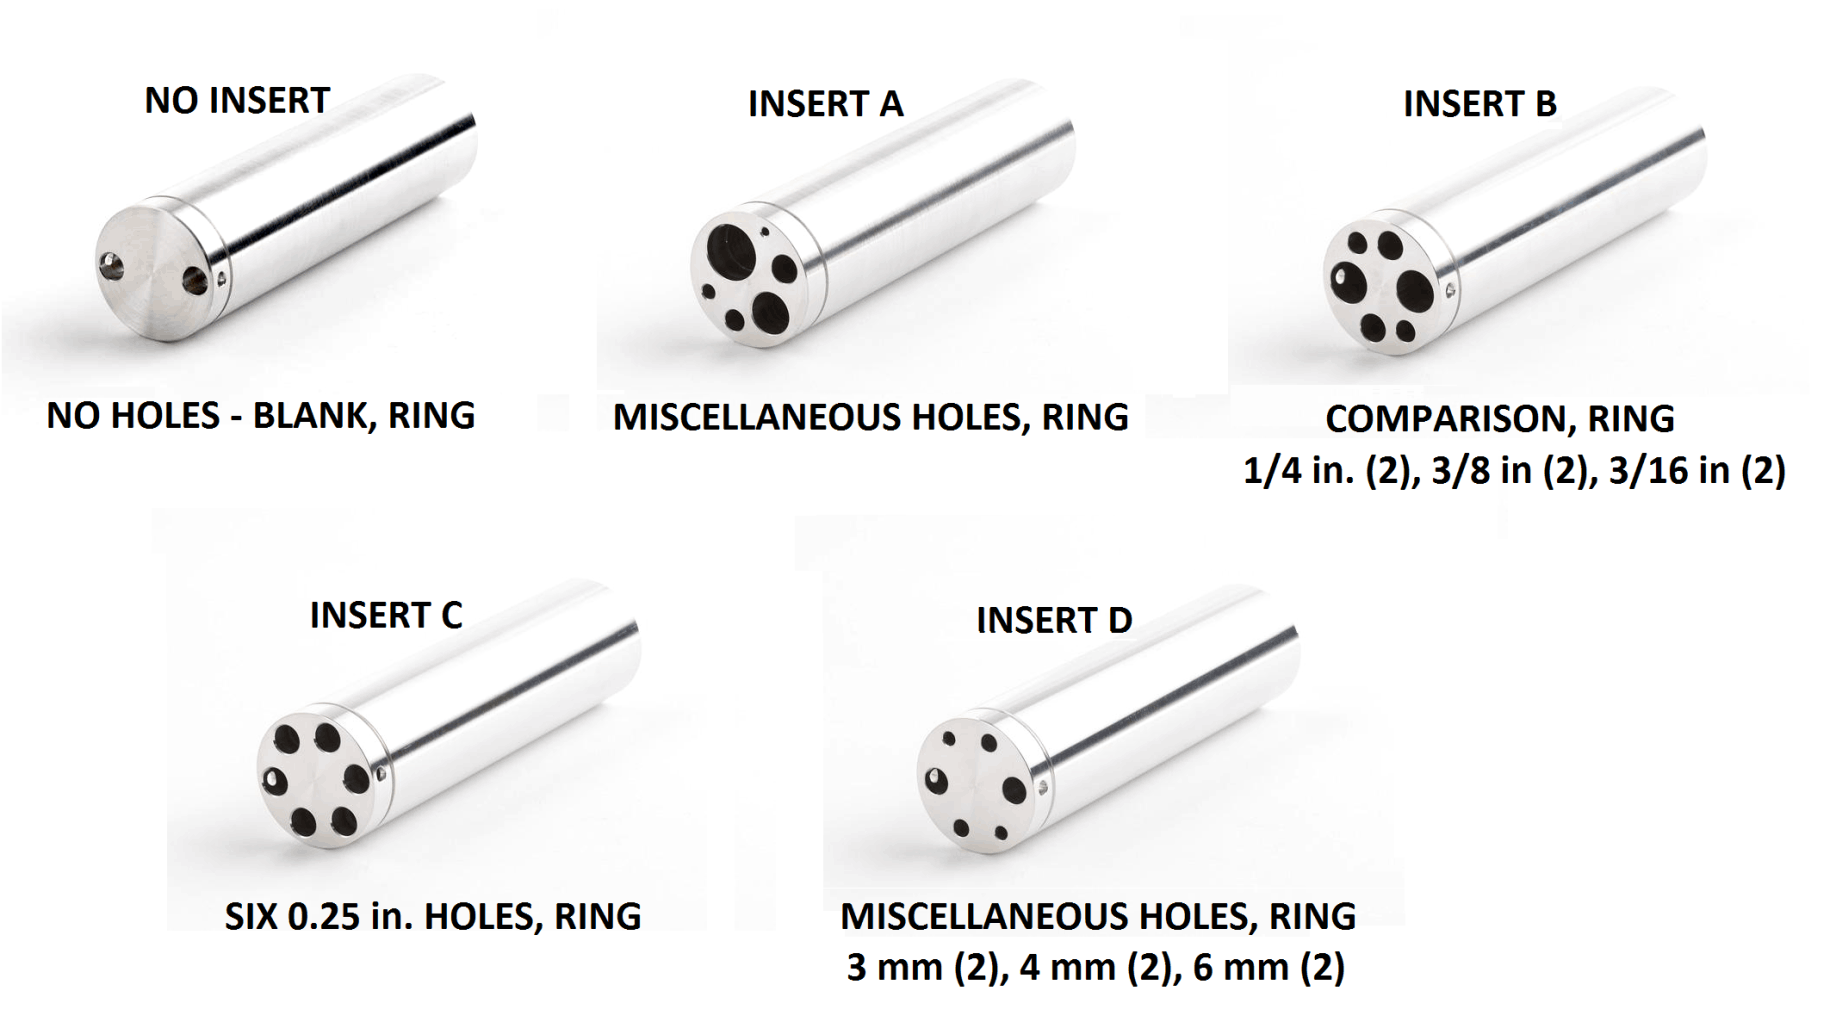 NO INSERT
INSERT A
INSERT B
NO HOLES - BLANK, RING
MISCELLANEOUS HOLES, RING
COMPARISON, RING
1/4 in. (2), 3/8 in (2), 3/16 in (2)
INSERT C
INSERT D
SIX 0.25 in. HOLES, RING
MISCELLANEOUS HOLES, RING
3 mm (2), 4 mm (2), 6 mm (2)